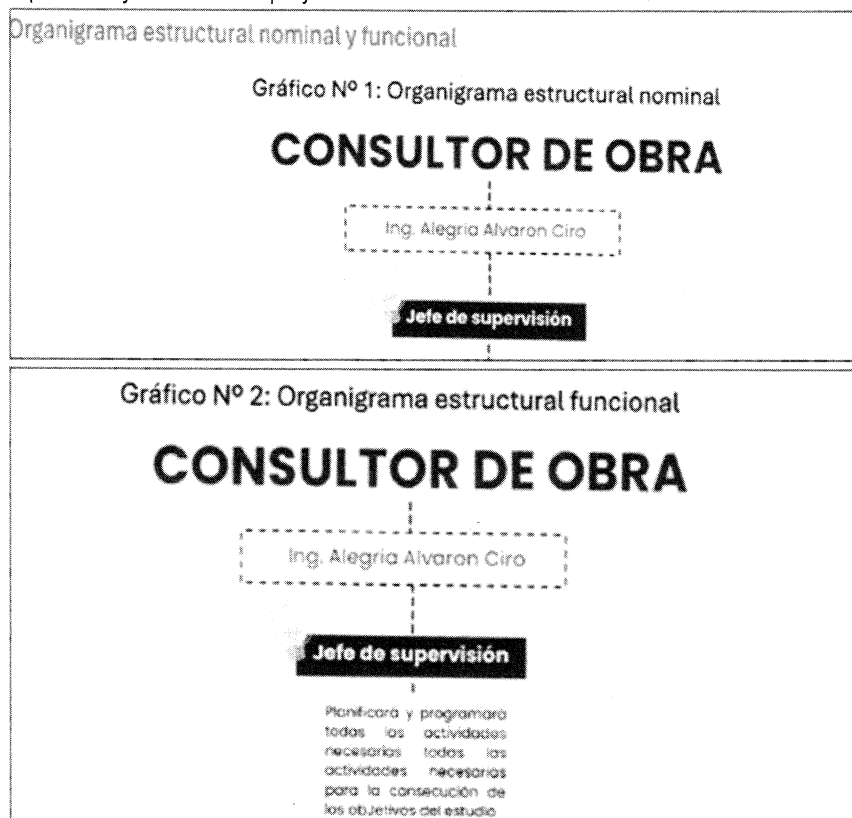 Organigrama estructural nominal y funcional
Gráfico Nº 1: Organigrama estructural nominal
CONSULTOR DE OBRA
Ing. Alegria Alvaron Ciro
Jefe de supervisión
Gráfico Nº 2: Organigrama estructural funcional
CONSULTOR DE OBRA
Ing. Alegria Alvaron Ciro
Jefe de supervisión
Planificará y programará
todas las actividades
necesarias todas las
actividades necesarias
para la consecución de
los objetivos del estudio